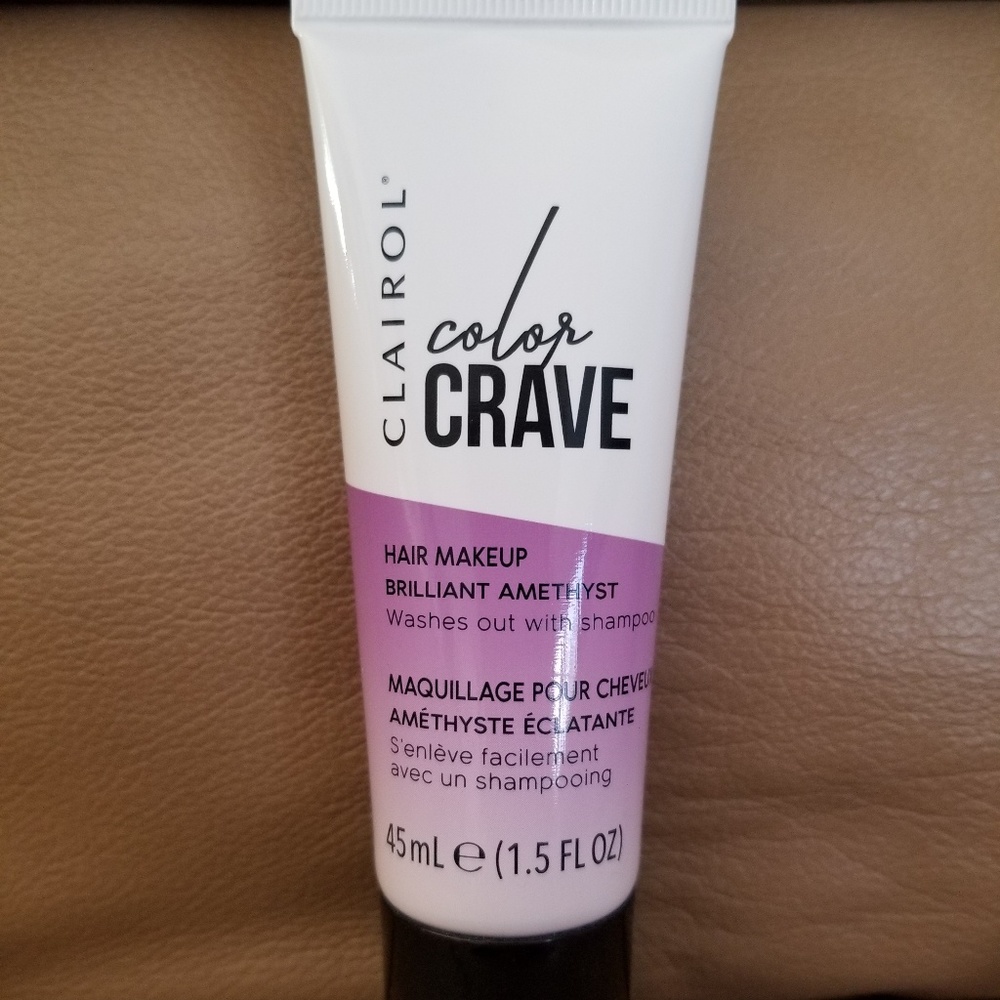 CLAIROL®
color
CRAVE
HAIR MAKEUP
BRILLIANT AMETHYST
Washes out with shampoo
MAQUILLAGE POUR CHEVEU
AMÉTHYSTE ÉCLATANTE
S'enlève facilement
avec un shampooing
45mL ℮ (1.5 FL OZ)